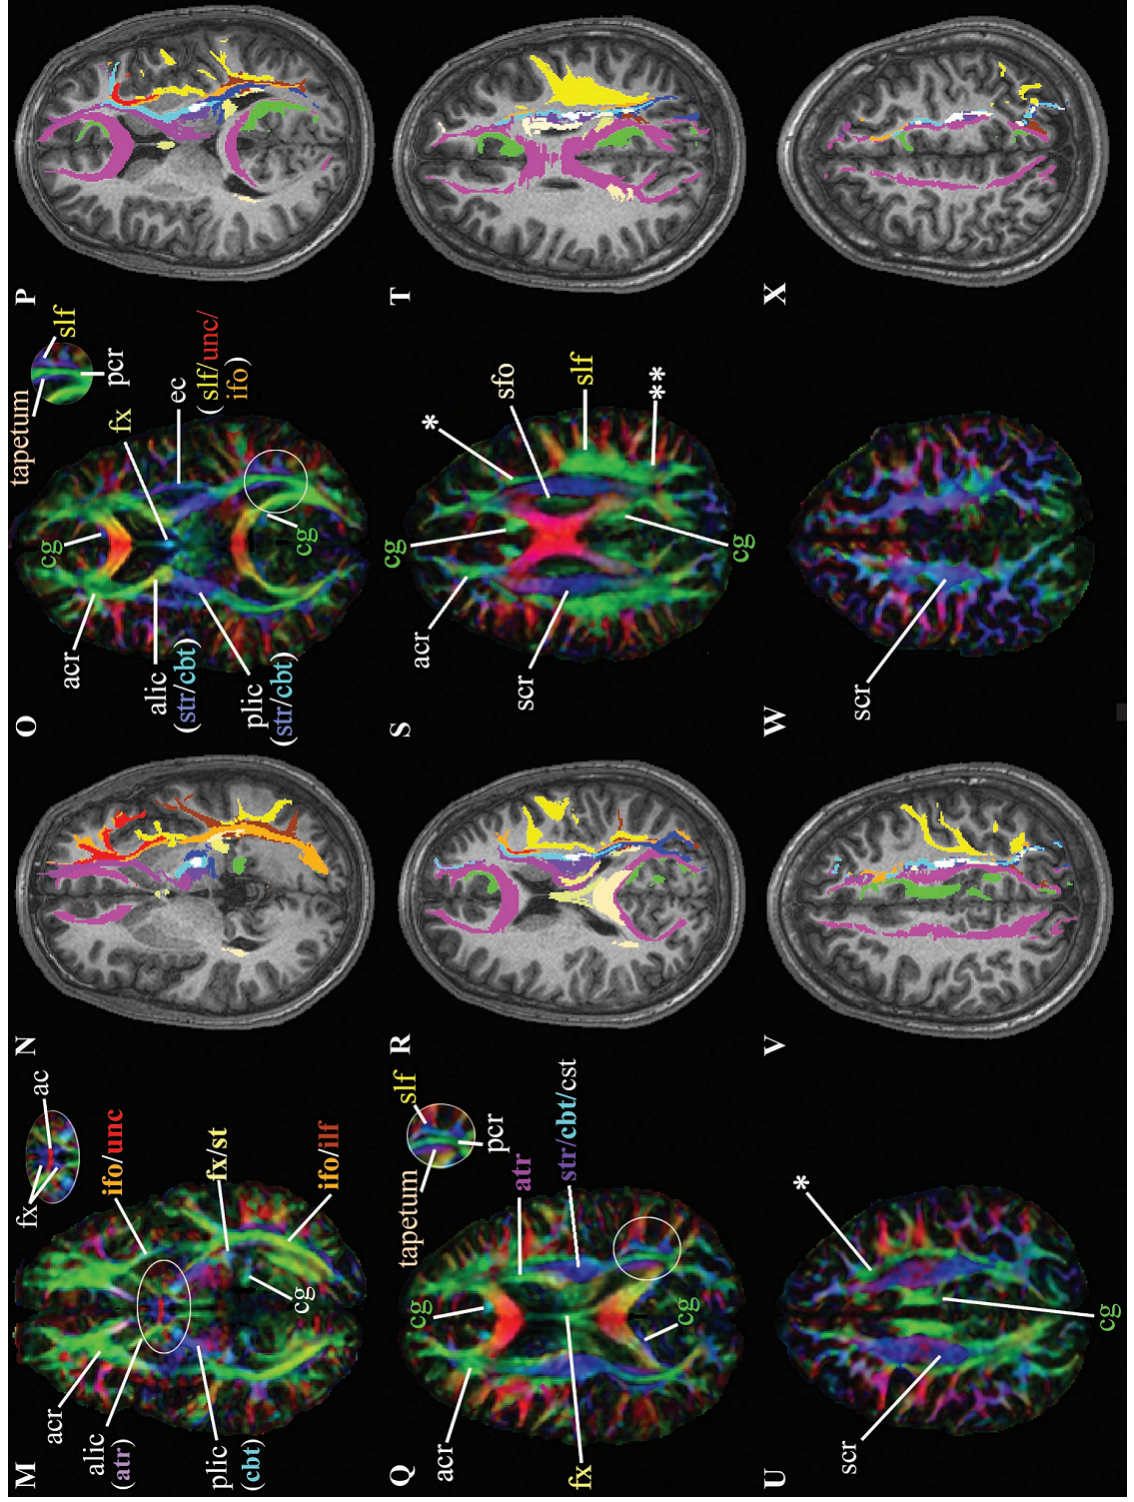 M
fx
ac
acr
alic
(atr)
ifo/unc
plic
(cbt)
fx/st
ifo/ilf
cg
N
O
tapetum
slf
pcr
cg
fx
acr
alic
(str/cbt)
ec
(slf/unc/
ifo)
plic
(str/cbt)
cg
P
Q
tapetum
slf
pcr
cg
acr
atr
str/cbt/cst
fx
cg
R
S
cg
*
acr
sfo
scr
slf
**
cg
T
U
*
scr
cg
V
W
scr
X